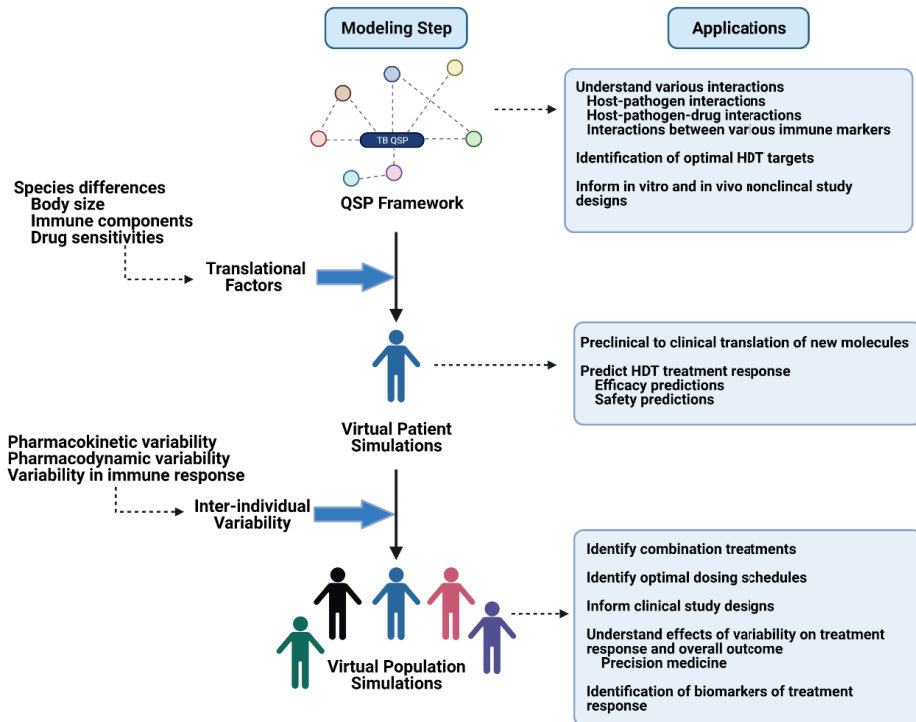 Modeling Step
Applications
TB QSP
QSP Framework
Understand various interactions
Host-pathogen interactions
Host-pathogen-drug interactions
Interactions between various immune markers
Identification of optimal HDT targets
Inform in vitro and in vivo nonclincal study
designs
Species differences
Body size
Immune components
Drug sensitivities
Translational
Factors
Virtual Patient
Simulations
Preclinical to clinical translation of new molecules
Predict HDT treatment response
Efficacy predictions
Safety predictions
Pharmacokinetic variability
Pharmacodynamic variability
Variability in immune response
Inter-individual
Variability
Virtual Population
Simulations
Identify combination treatments
Identify optimal dosing schedules
Inform clinical study designs
Understand effects of variability on treatment
response and overall outcome
Precision medicine
Identification of biomarkers of treatment
response